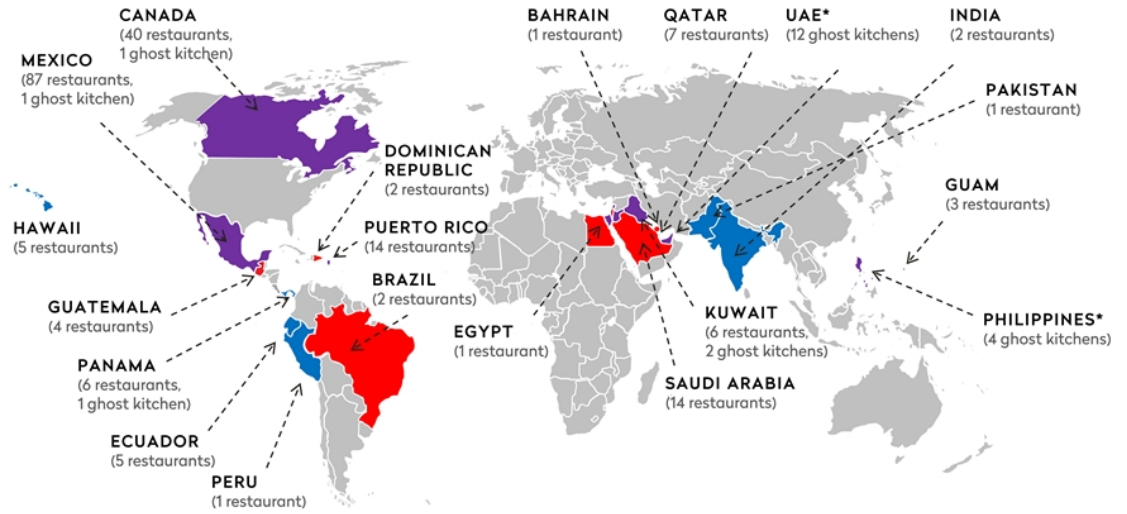 CANADA
(40 restaurants,
1 ghost kitchen)
MEXICO
(87 restaurants,
1 ghost kitchen)
BAHRAIN
(1 restaurant)
QATAR
(7 restaurants)
UAE*
(12 ghost kitchens)
INDIA
(2 restaurants)
PAKISTAN
(1 restaurant)
DOMINICAN
REPUBLIC
(2 restaurants)
GUAM
(3 restaurants)
HAWAII
(5 restaurants)
PUERTO RICO
(14 restaurants)
BRAZIL
(2 restaurants)
GUATEMALA
(4 restaurants)
EGYPT
(1 restaurant)
KUWAIT
(6 restaurants,
2 ghost kitchens)
PHILIPPINES*
(4 ghost kitchens)
PANAMA
(6 restaurants,
1 ghost kitchen)
SAUDI ARABIA
(14 restaurants)
ECUADOR
(5 restaurants)
PERU
(1 restaurant)